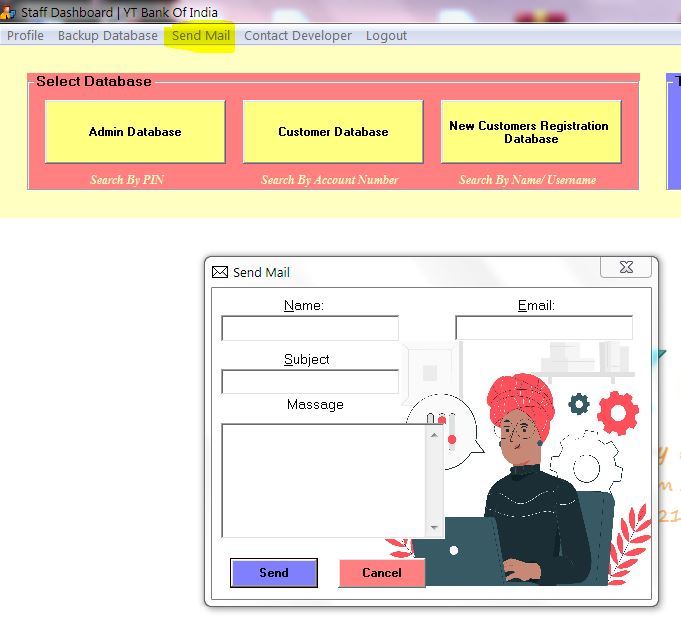 Staff Dashboard | YT Bank Of India
Profile Backup Database Send Mail Contact Developer Logout
Select Database
Admin Database
Customer Database
New Customers Registration
Database
Search By PIN
Search By Account Number
Search By Name/ Username
Send Mail
Name:
Email:
Subject
Massage
Send
Cancel
21